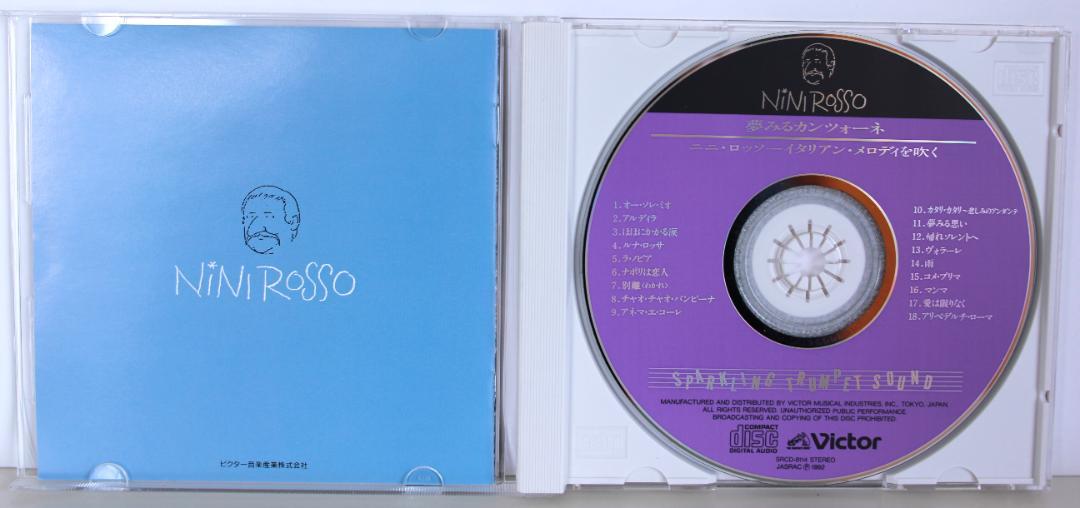 NiNi ROSSO
ビクター音楽産業株式会社
NiNi ROSSO
夢みるカンツォーネ
ニニ・ロッソ—イタリアン・メロディを吹く
1.オー・ソレ・ミオ
2.アルディラ
3.ほほにかかる涙
4.ルナ・ロッサ
5.ラ・ノビア
6.ナポリは恋人
7.別離(わかれ)
8.チャオ・チャオ・バンビーナ
9.アネマ・エ・コーレ
10.カタリ・カタリ〜悲しみのアンダンテ
11.夢みる思い
12.帰れソレントへ
13.ヴォラーレ
14.雨
15.コメ・プリマ
16.マンマ
17.愛は限りなく
18.アリベデルチ・ローマ
SPARKLING TRUMPET SOUND
MANUFACTURED AND DISTRIBUTED BY VICTOR MUSICAL INDUSTRIES, INC., TOKYO, JAPAN.
ALL RIGHTS RESERVED. UNAUTHORIZED PUBLIC PERFORMANCE,
BROADCASTING AND COPYING OF THIS DISC PROHIBITED.
COMPACT
disc
DIGITAL AUDIO
Victor
SRCD-8114 STEREO
JASRAC Ⓟ 1992